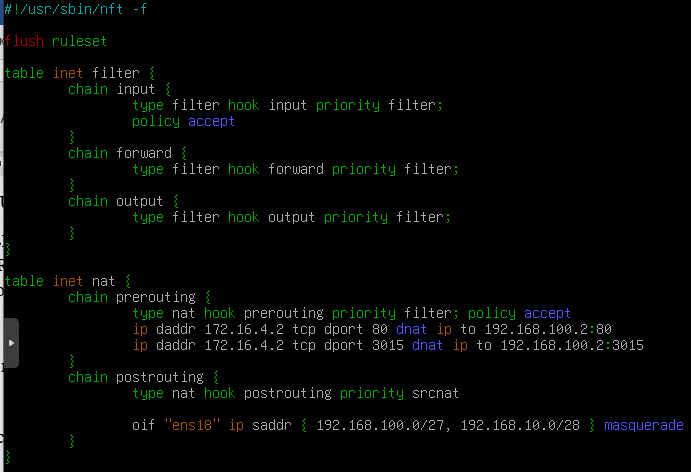 #!/usr/sbin/nft -f
flush ruleset
table inet filter {
chain input {
type filter hook input priority filter;
policy accept
}
chain forward {
type filter hook forward priority filter;
}
chain output {
type filter hook output priority filter;
}
}
table inet nat {
chain prerouting {
type nat hook prerouting priority filter; policy accept
ip daddr 172.16.4.2 tcp dport 80 dnat ip to 192.168.100.2:80
ip daddr 172.16.4.2 tcp dport 3015 dnat ip to 192.168.100.2:3015
}
chain postrouting {
type nat hook postrouting priority srcnat
oif "ens18" ip saddr { 192.168.100.0/27, 192.168.10.0/28 } masquerade
}
}